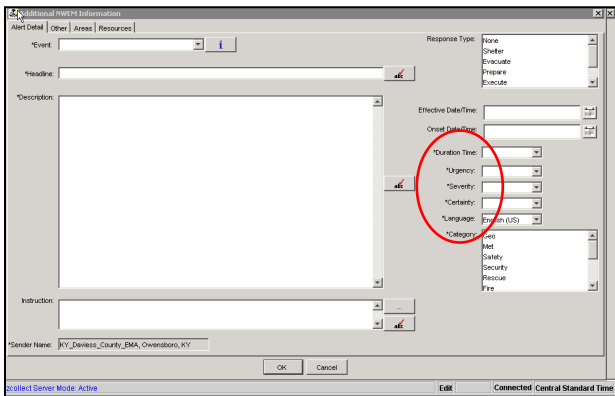 Additional NWEM Information
Alert Detail Other Areas Resources
*Event:
i
*Headline:
abc
*Description:
abc
Instruction:
...
abc
*Sender Name: KY_Daviess_County_EMA, Owensboro, KY
Response Type:
None
Shelter
Evacuate
Prepare
Execute
Effective Date/Time:
Onset Date/Time:
*Duration Time:
*Urgency:
*Severity:
*Certainty:
*Language: English (US)
*Category:
Geo
Met
Safety
Security
Rescue
Fire
OK Cancel
zcollect Server Mode: Active Edit Connected Central Standard Time